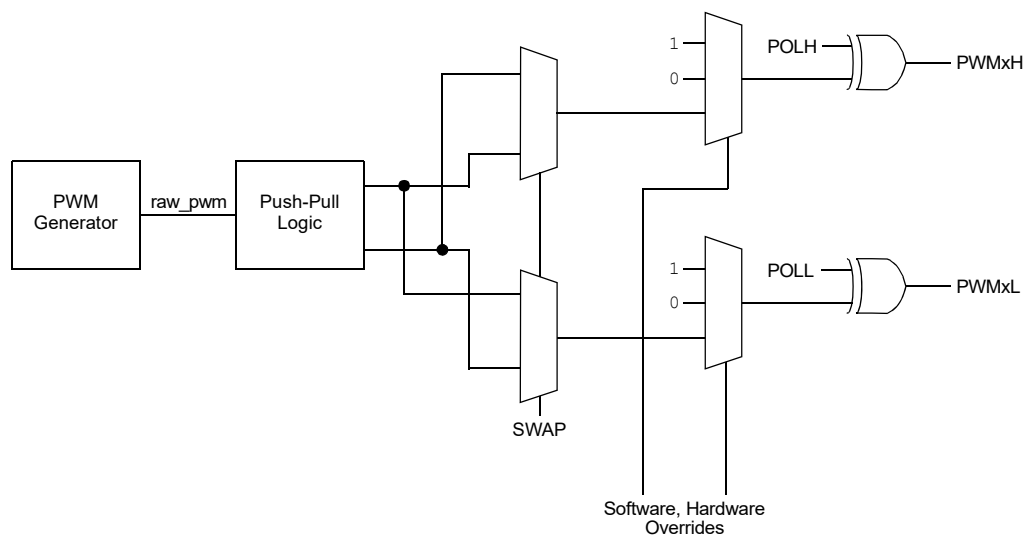 1
POLH
PWMxH
0
PWM
Generator
raw_pwm
Push-Pull
Logic
1
POLL
PWMxL
0
SWAP
Software, Hardware
Overrides